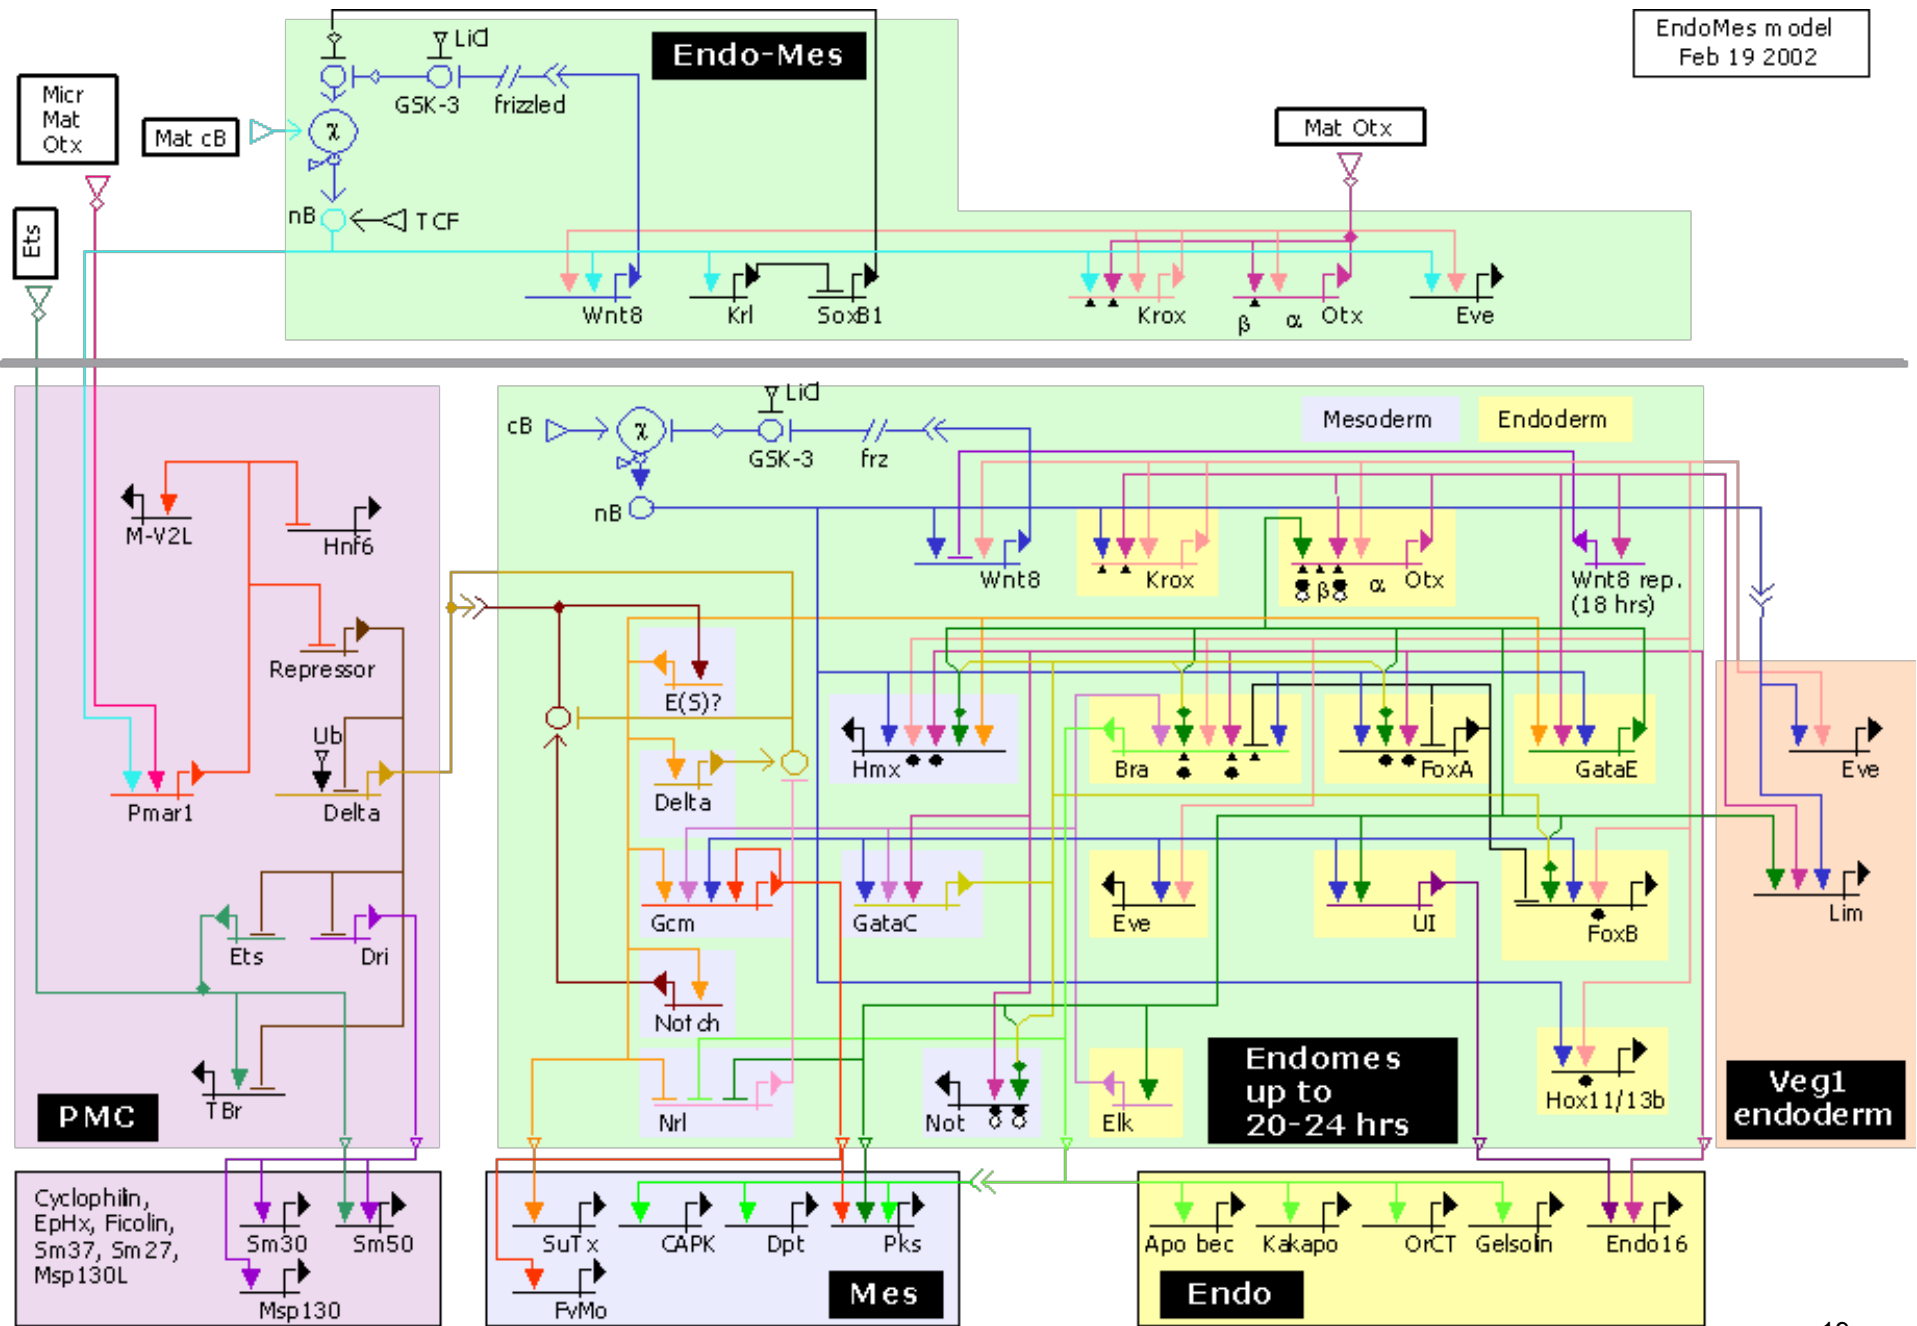 EndoMes model
Feb 19 2002
Endo-Mes
LiCl
GSK-3
frizzled
Micr
Mat
Otx
Mat cB
χ
Mat Otx
nB
TCF
Ets
Wnt8
Krl
SoxB1
Krox
β
α
Otx
Eve
cB
χ
LiCl
GSK-3
frz
Mesoderm
Endoderm
nB
M-V2L
Hnf6
Wnt8
Krox
β
α
Otx
Wnt8 rep.
(18 hrs)
Repressor
E(S)?
Ub
Pmar1
Delta
Delta
Hmx
Bra
FoxA
GataE
Eve
Gcm
GataC
Eve
UI
FoxB
Lim
Ets
Dri
Notch
TBr
Nrl
Not
Elk
Hox11/13b
PMC
Endomes
up to
20-24 hrs
Veg1
endoderm
Cyclophilin,
EpHx, Ficolin,
Sm37, Sm27,
Msp130L
Sm30
Sm50
Msp130
SuTx
CAPK
Dpt
Pks
FvMo
Mes
Apobec
Kakapo
OrCT
Gelsolin
Endo16
Endo